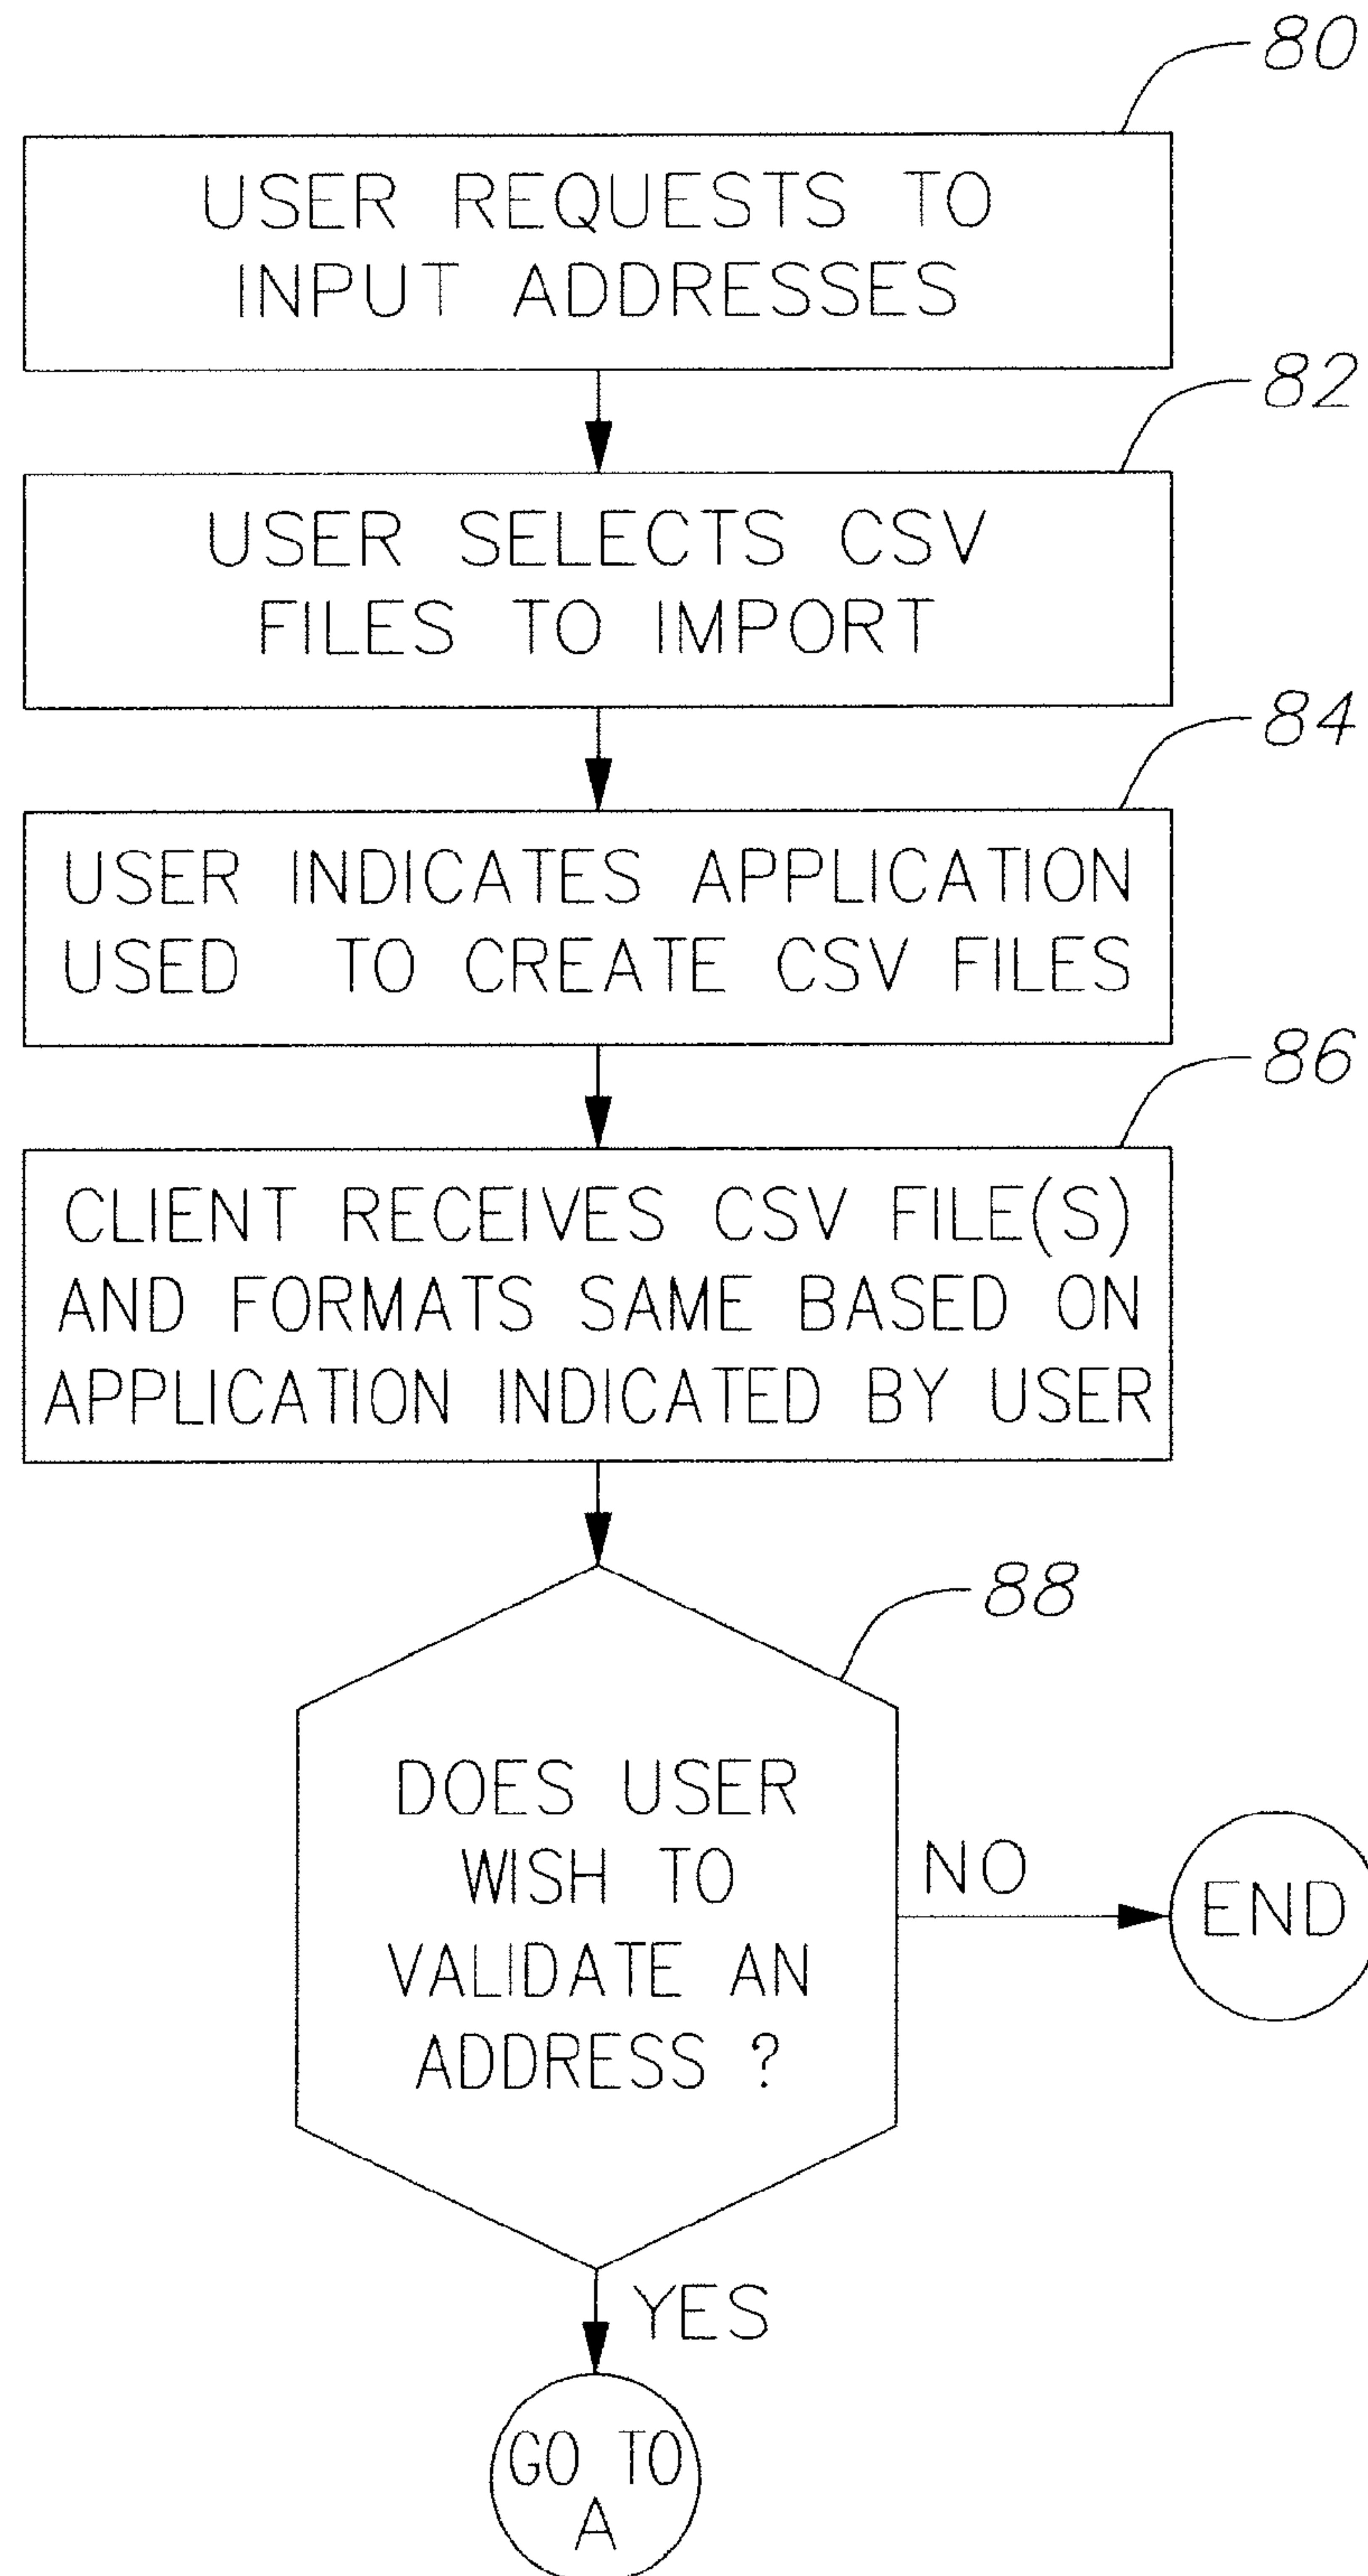 80
USER REQUESTS TO
INPUT ADDRESSES
82
USER SELECTS CSV
FILES TO IMPORT
84
USER INDICATES APPLICATION
USED TO CREATE CSV FILES
86
CLIENT RECEIVES CSV FILE(S)
AND FORMATS SAME BASED ON
APPLICATION INDICATED BY USER
88
DOES USER
WISH TO
VALIDATE AN
ADDRESS ?
NO
END
YES
GO TO
A